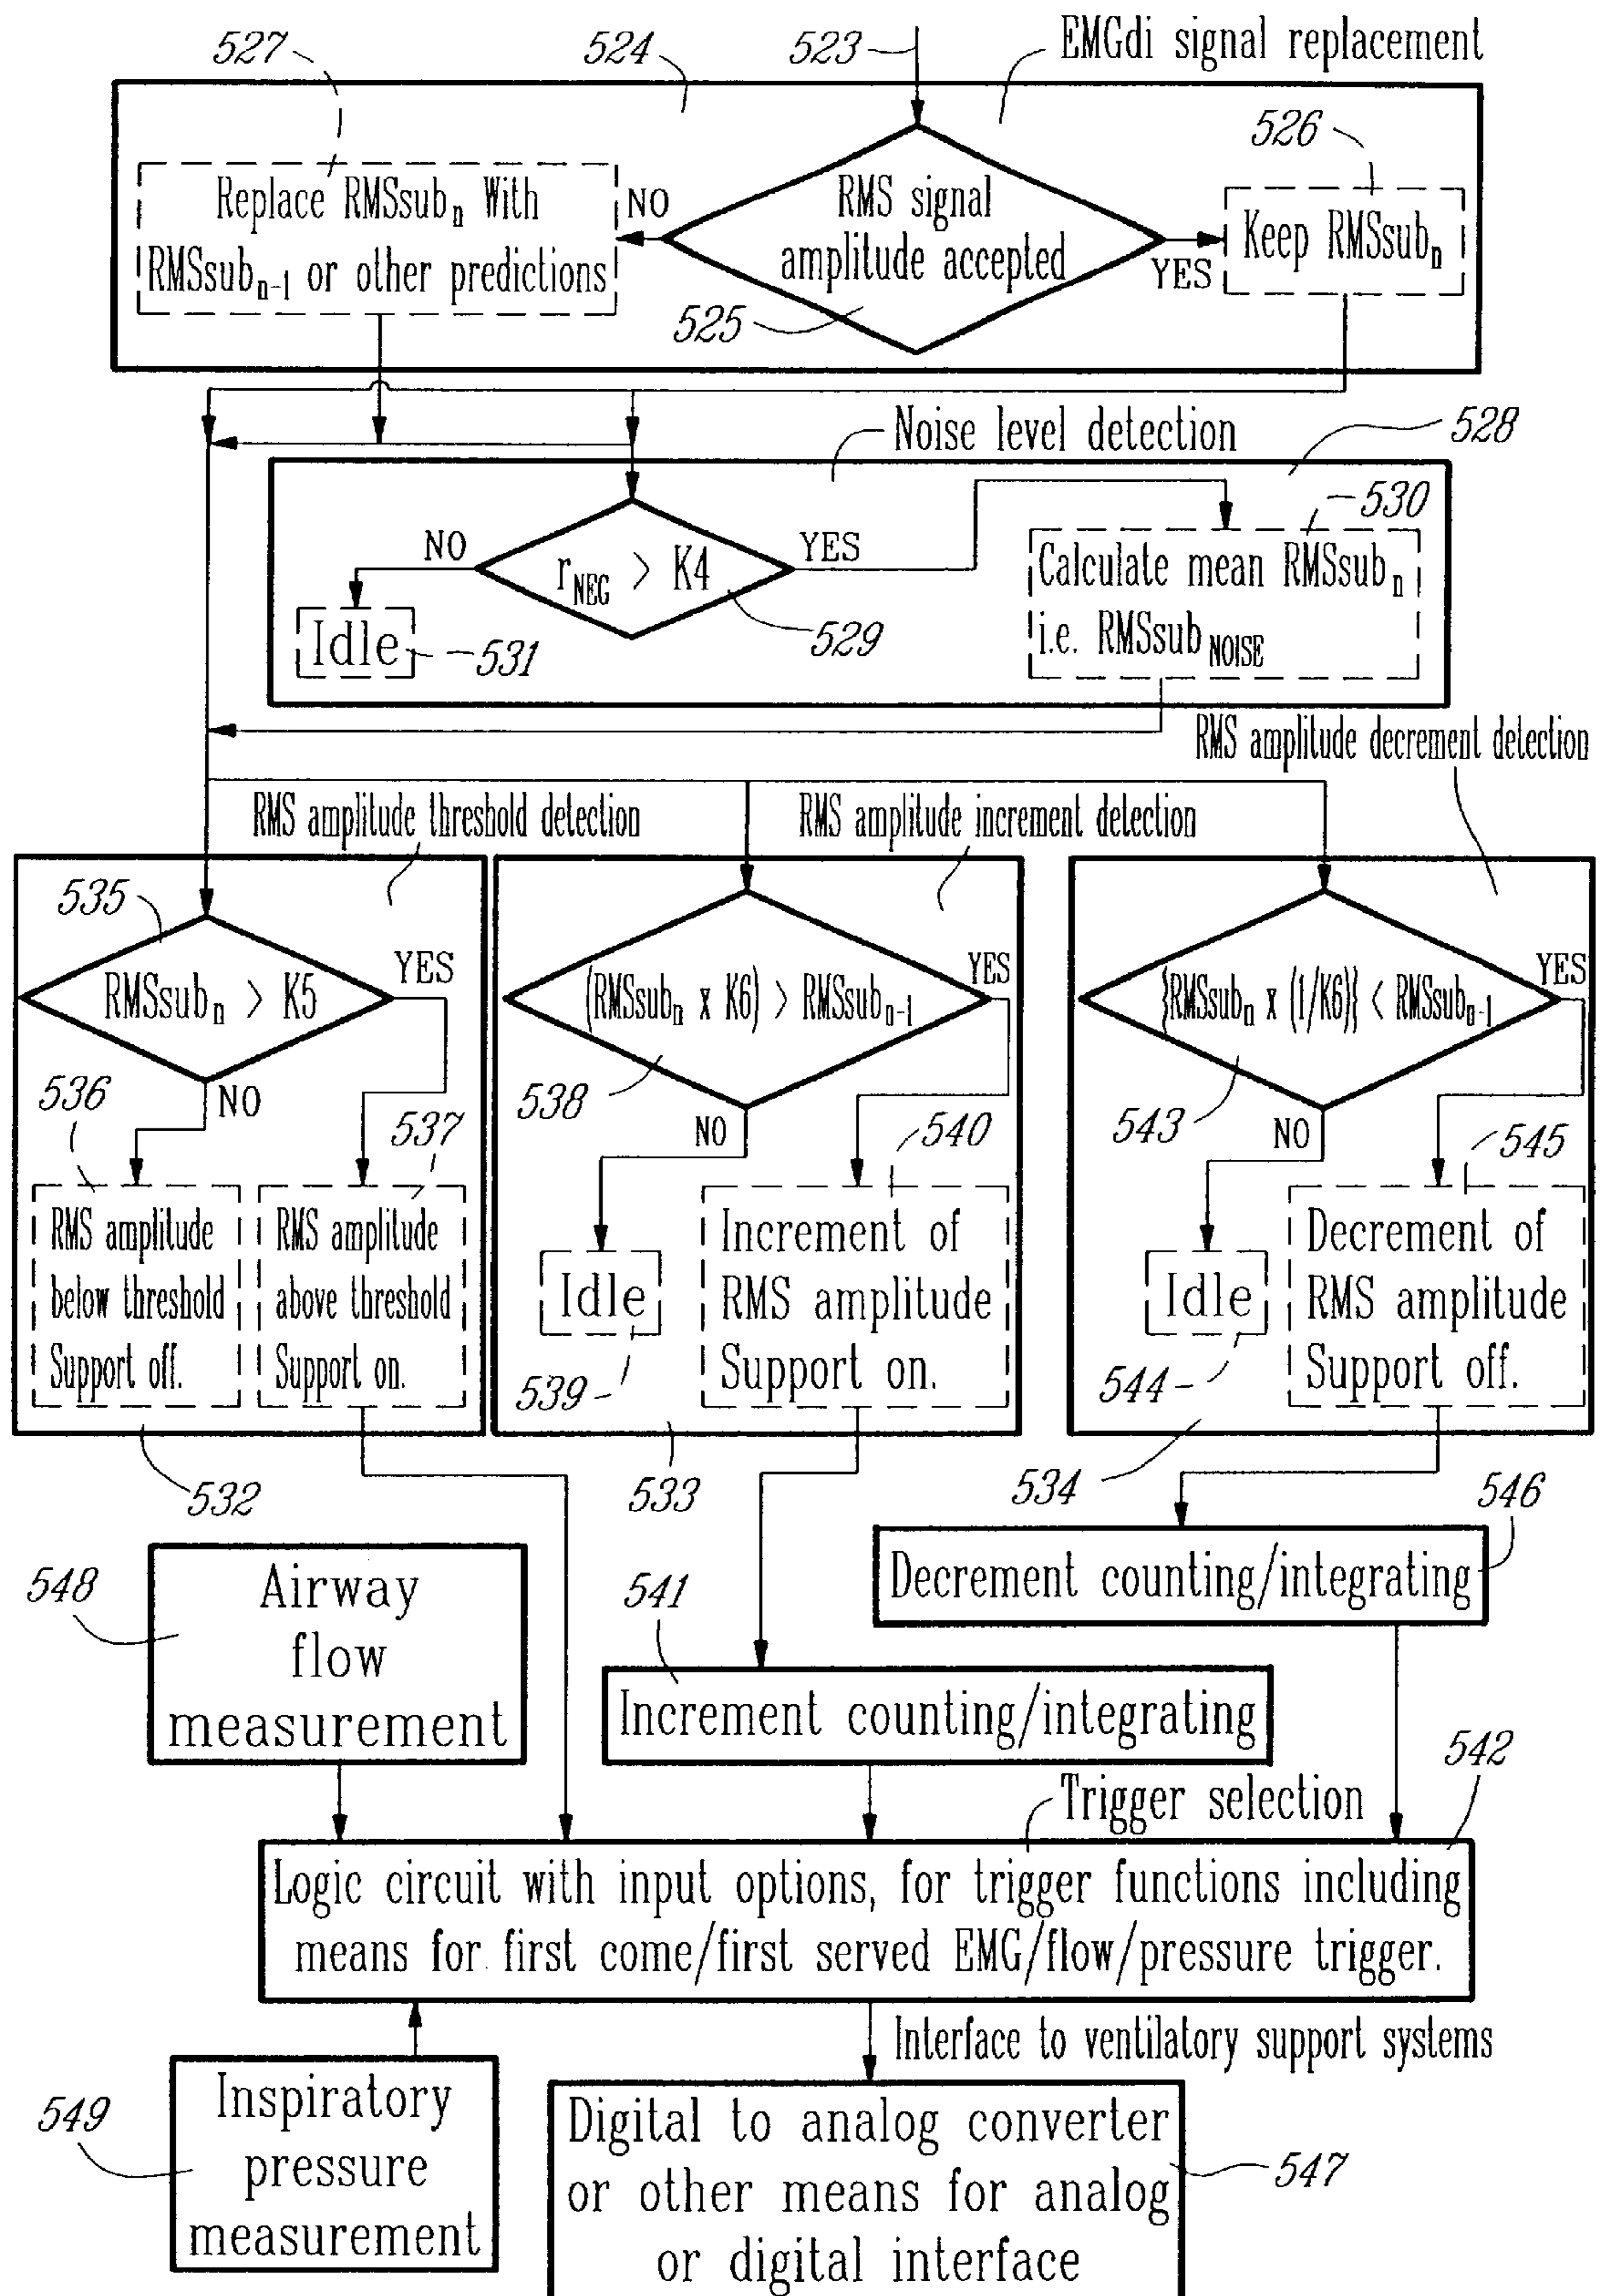 527
524
523
EMGdi signal replacement
526
Replace RMSsubn With
RMSsubn-1 or other predictions
NO
RMS signal
amplitude accepted
YES
Keep RMSsubn
525
Noise level detection
528
530
NO
rNEG > K4
YES
Calculate mean RMSsubn
i.e. RMSsubNOISE
Idle
531
529
RMS amplitude decrement detection
RMS amplitude threshold detection
RMS amplitude increment detection
535
RMSsubn > K5
YES
NO
536
537
RMS amplitude
below threshold
Support off.
RMS amplitude
above threshold
Support on.
532
(RMSsubn x K6) > RMSsubn-1
YES
538
NO
540
Idle
539
Increment of
RMS amplitude
Support on.
533
{RMSsubn x (1/K6)} < RMSsubn-1
YES
543
NO
545
Idle
544
Decrement of
RMS amplitude
Support off.
534
546
Decrement counting/integrating
548
Airway
flow
measurement
541
Increment counting/integrating
542
Trigger selection
Logic circuit with input options, for trigger functions including
means for first come/first served EMG/flow/pressure trigger.
Interface to ventilatory support systems
549
Inspiratory
pressure
measurement
Digital to analog converter
or other means for analog
or digital interface
547